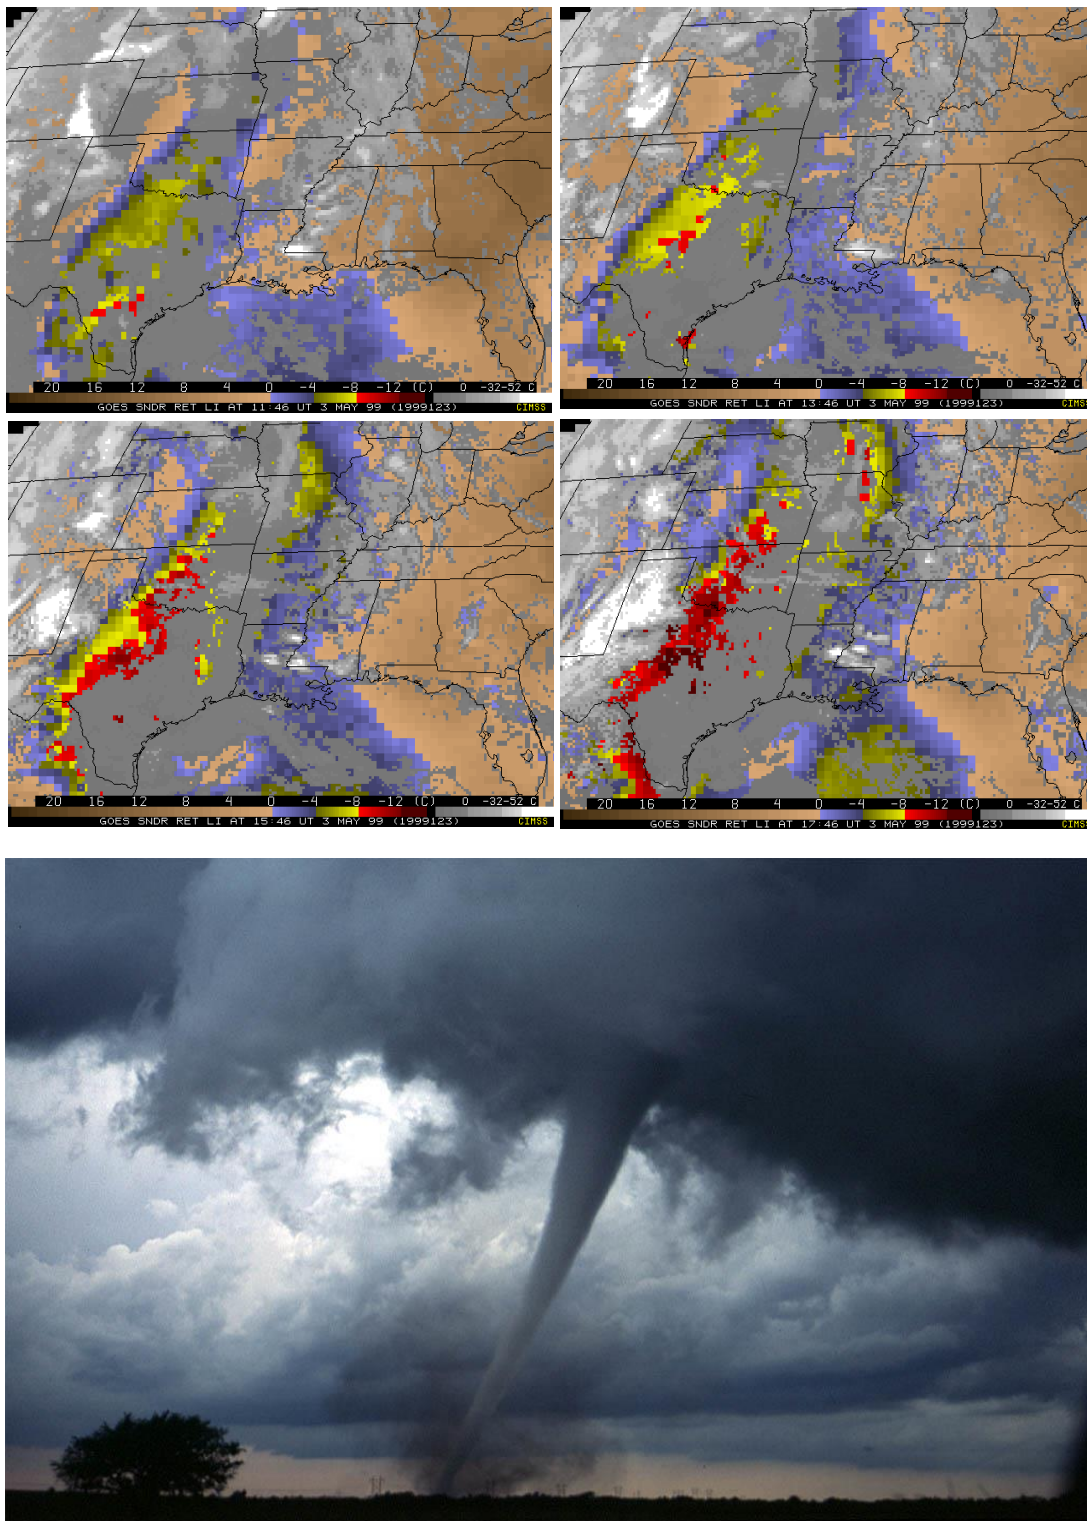 20 16 12 8 4 0 -4 -8 -12 (C) 0 -32-52 C
GOES SNDR RET LI AT 11:46 UT 3 MAY 99 (1999123) CIMSS
20 16 12 8 4 0 -4 -8 -12 (C) 0 -32-52 C
GOES SNDR RET LI AT 13:46 UT 3 MAY 99 (1999123) CIMSS
20 16 12 8 4 0 -4 -8 -12 (C) 0 -32-52 C
GOES SNDR RET LI AT 15:46 UT 3 MAY 99 (1999123) CIMSS
20 16 12 8 4 0 -4 -8 -12 (C) 0 -32-52 C
GOES SNDR RET LI AT 17:46 UT 3 MAY 99 (1999123) CIMSS